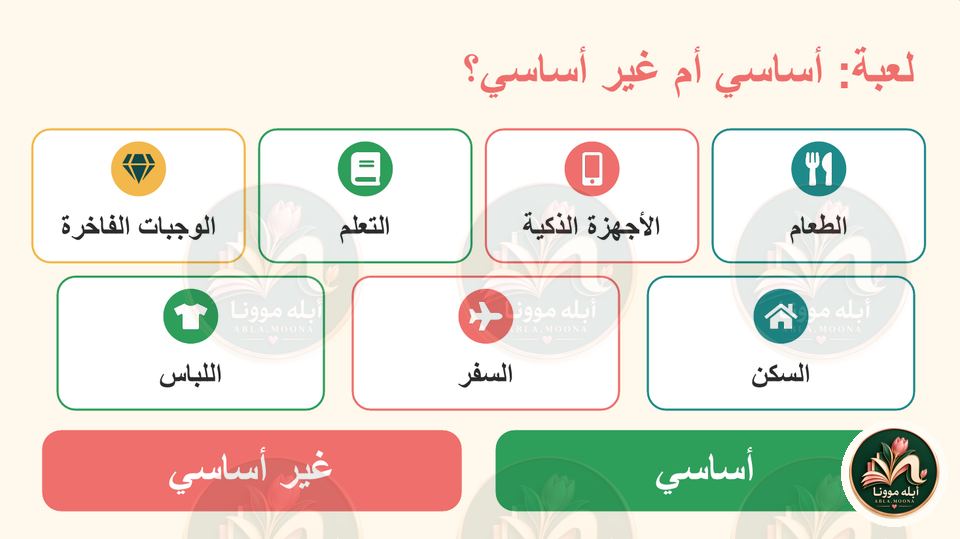 لعبة: أساسي أم غير أساسي؟
الطعام
الأجهزة الذكية
التعلم
الوجبات الفاخرة
السكن
السفر
اللباس
أساسي
غير أساسي
أبله موونا
ABLA.MOONA